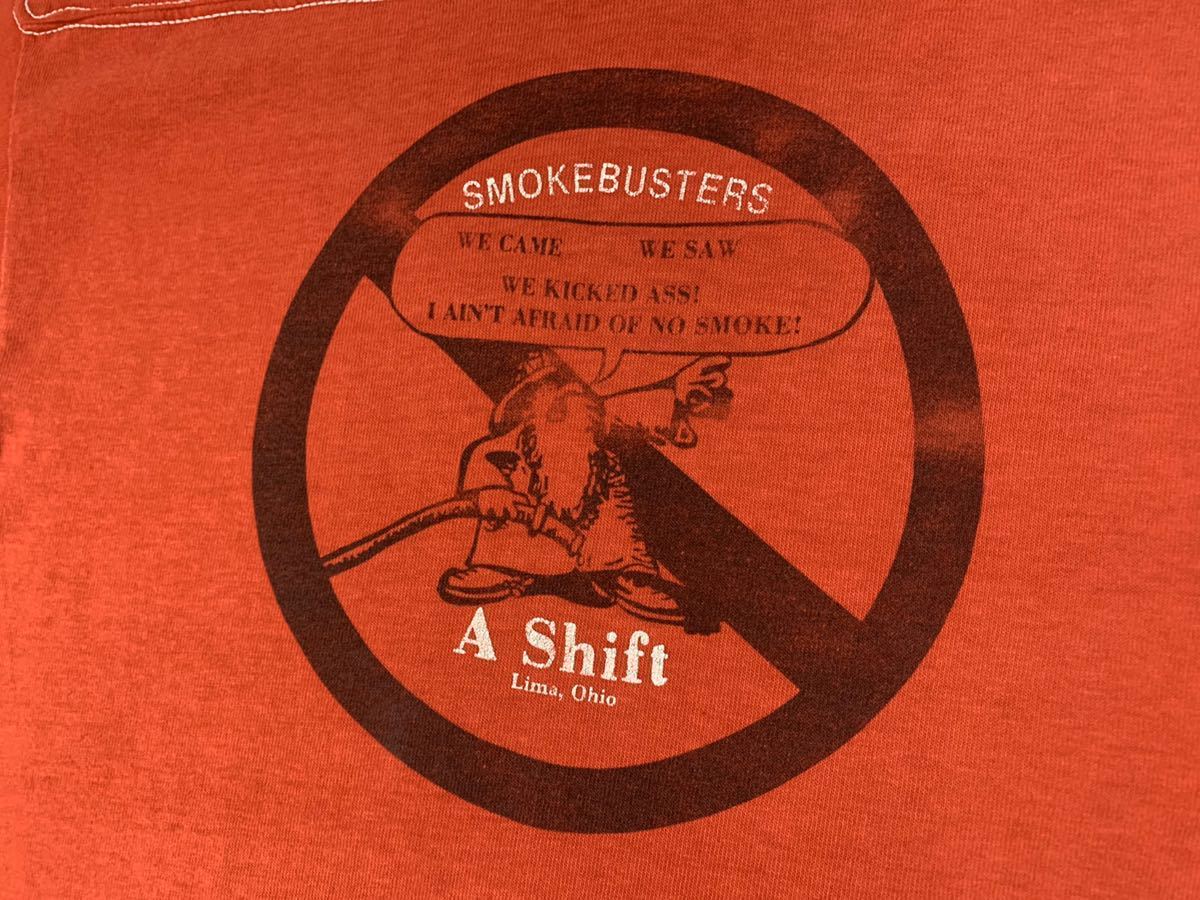 SMOKEBUSTERS
WE CAME WE SAW
WE KICKED ASS!
I AIN'T AFRAID OF NO SMOKE!
A Shift
Lima, Ohio